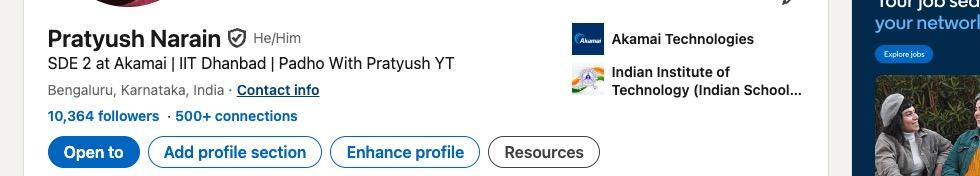 Pratyush Narain He/Him
SDE 2 at Akamai | IIT Dhanbad | Padho With Pratyush YT
Bengaluru, Karnataka, India · Contact info
10,364 followers · 500+ connections
Open to
Add profile section
Enhance profile
Resources
Akamai
Akamai Technologies
Indian Institute of
Technology (Indian School...
Your job
your network
Explore jobs